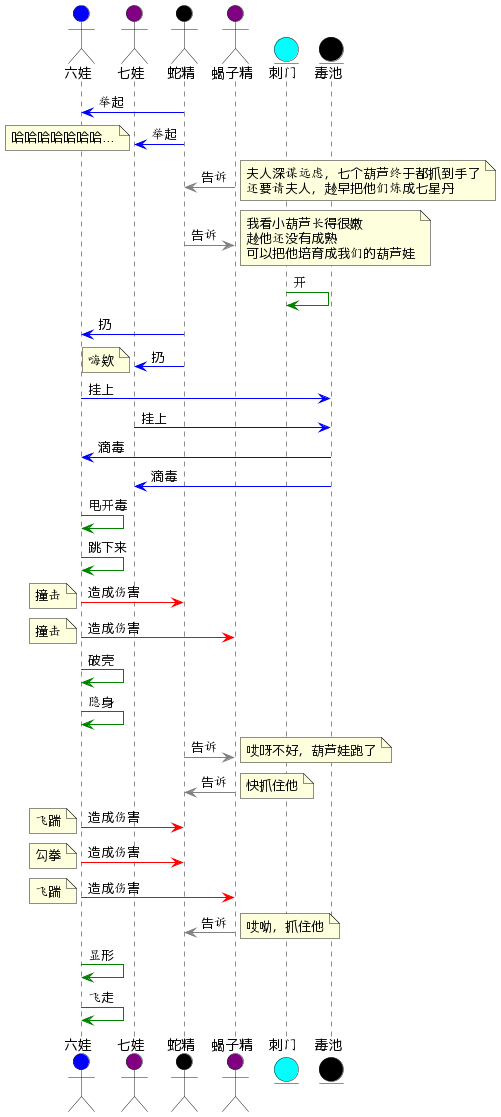 六娃 七娃 蛇精 蝎子精 刺门 毒池
举起
哈哈哈哈哈哈哈... 举起
告诉 夫人深谋远虑，七个葫芦终于都抓到手了
还要请夫人，趁早把他们炼成七星丹
告诉 我看小葫芦长得很嫩
趁他还没有成熟
可以把他培育成我们的葫芦娃
开
扔
嗨欸 扔
挂上
挂上
滴毒
滴毒
甩开毒
跳下来
撞击 造成伤害
撞击 造成伤害
破壳
隐身
告诉 哎呀不好，葫芦娃跑了
告诉 快抓住他
飞踹 造成伤害
勾拳 造成伤害
飞踹 造成伤害
告诉 哎呦，抓住他
显形
飞走
六娃 七娃 蛇精 蝎子精 刺门 毒池